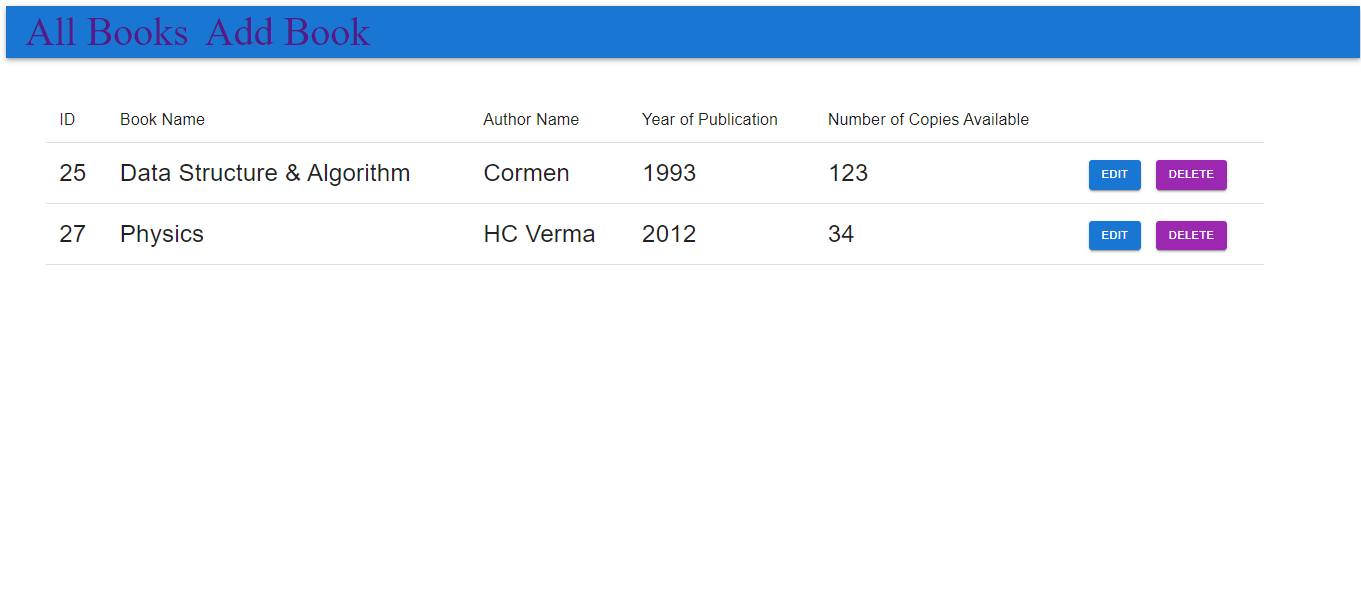 All Books Add Book
ID Book Name Author Name Year of Publication Number of Copies Available
25 Data Structure & Algorithm Cormen 1993 123 EDIT DELETE
27 Physics HC Verma 2012 34 EDIT DELETE